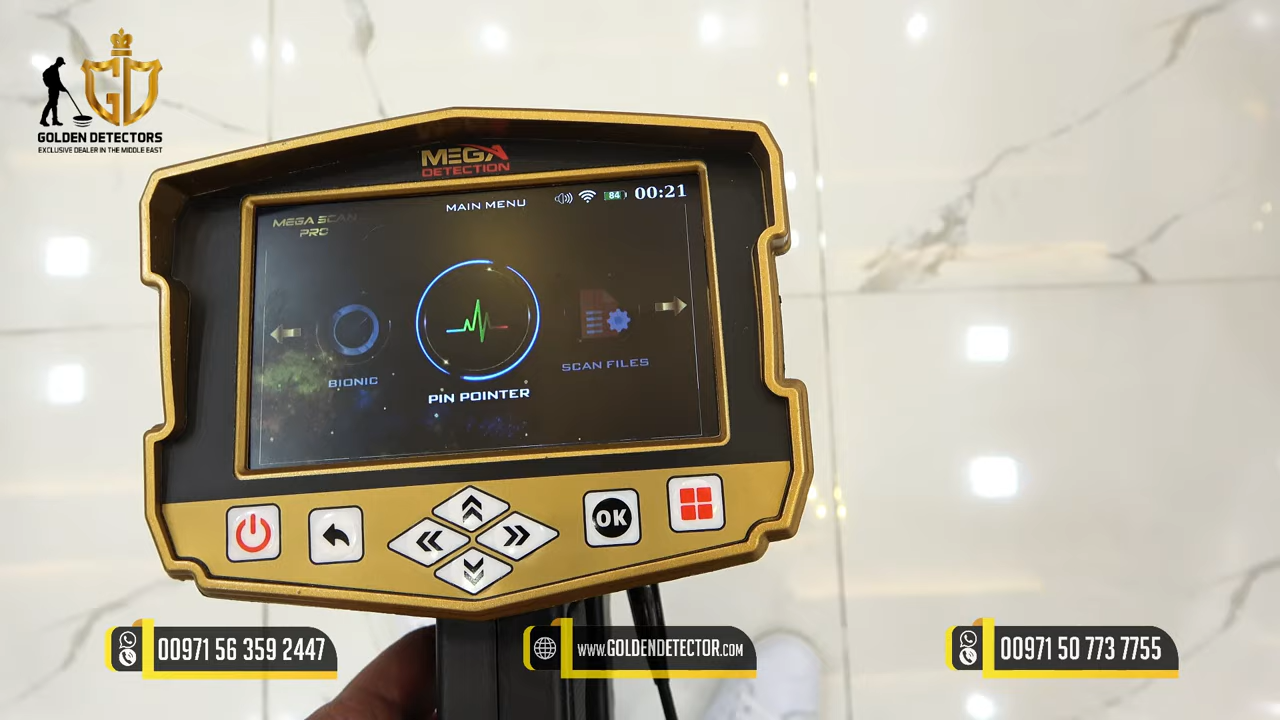 GOLDEN DETECTORS
EXCLUSIVE DEALER IN THE MIDDLE EAST
MEGA
DETECTION
MEGA SCAN
PRO
MAIN MENU
84
00:21
BIONIC
PIN POINTER
SCAN FILES
OK
00971 56 359 2447
www.GOLDENDETECTOR.COM
00971 50 773 7755